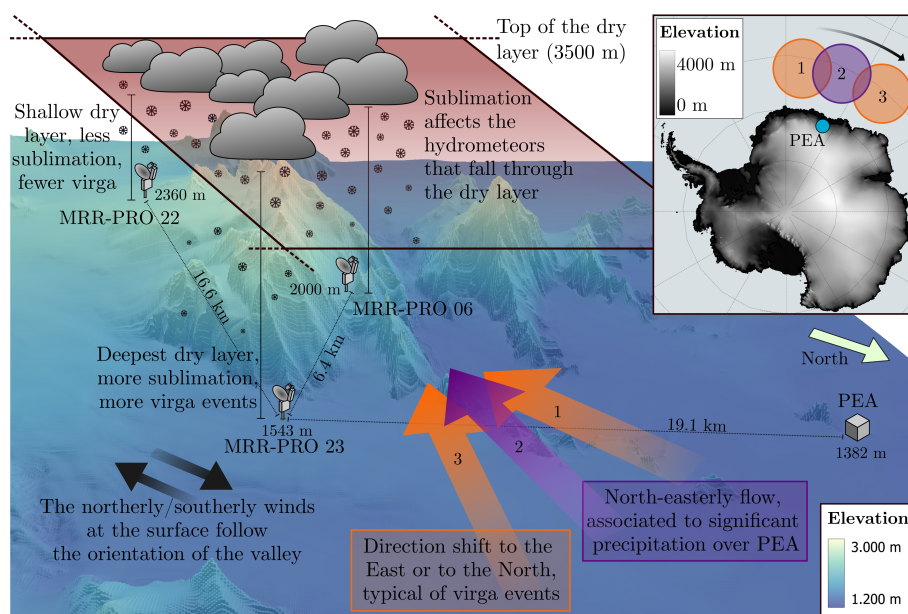 Top of the dry
layer (3500 m)
Shallow dry
layer, less
sublimation,
fewer virga
Sublimation
affects the
hydrometeors
that fall through
the dry layer
2360 m
MRR-PRO 22
2000 m
MRR-PRO 06
16.6 km
6.4 km
Deepest dry layer,
more sublimation,
more virga events
1543 m
MRR-PRO 23
19.1 km
PEA
1382 m
North
1
2
3
The northerly/southerly winds
at the surface follow
the orientation of the valley
Direction shift to the
East or to the North,
typical of virga events
North-easterly flow,
associated to significant
precipitation over PEA
Elevation
4000 m
0 m
1
2
3
PEA
Elevation
3.000 m
1.200 m